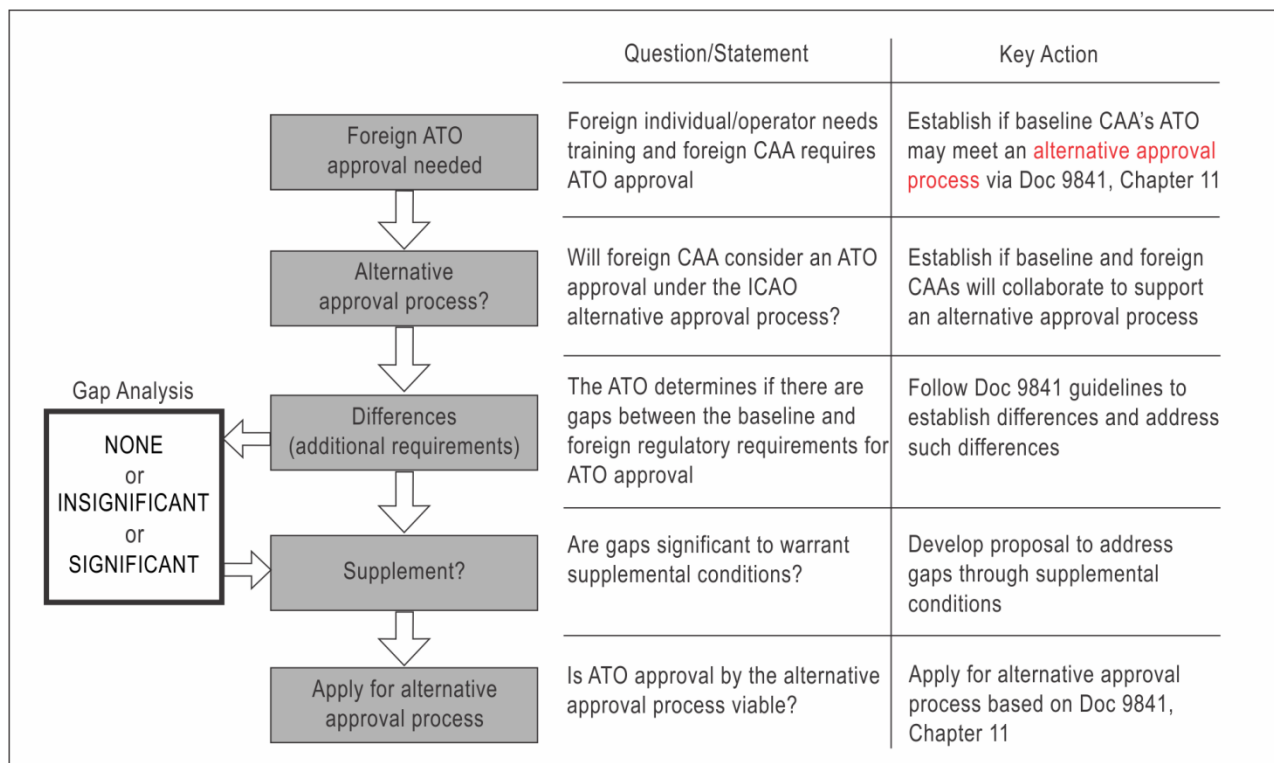 Question/Statement
Key Action
Foreign ATO
approval needed
Foreign individual/operator needs
training and foreign CAA requires
ATO approval
Establish if baseline CAA's ATO
may meet an alternative approval
process via Doc 9841, Chapter 11
Alternative
approval process?
Will foreign CAA consider an ATO
approval under the ICAO
alternative approval process?
Establish if baseline and foreign
CAAs will collaborate to support
an alternative approval process
Gap Analysis
NONE
or
INSIGNIFICANT
or
SIGNIFICANT
Differences
(additional requirements)
The ATO determines if there are
gaps between the baseline and
foreign regulatory requirements for
ATO approval
Follow Doc 9841 guidelines to
establish differences and address
such differences
Supplement?
Are gaps significant to warrant
supplemental conditions?
Develop proposal to address
gaps through supplemental
conditions
Apply for alternative
approval process
Is ATO approval by the alternative
approval process viable?
Apply for alternative approval
process based on Doc 9841,
Chapter 11